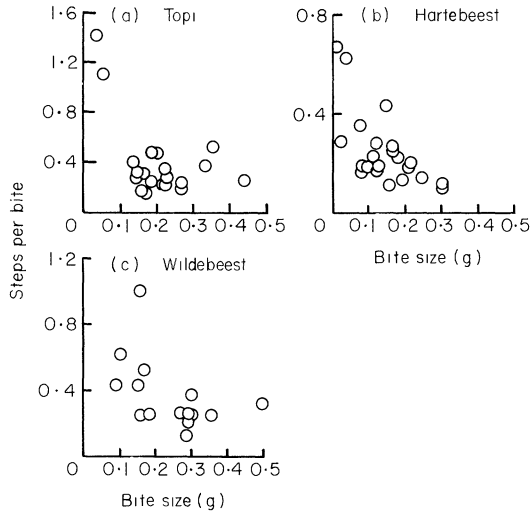 1·6
(a) Topi
1·2
0·8
0·4
0 0·1 0·2 0·3 0·4 0·5
0·8
(b) Hartebeest
0·4
0 0·1 0·2 0·3 0·4 0·5
Bite size (g)
Steps per bite
1·2
(c) Wildebeest
0·8
0·4
0 0·1 0·2 0·3 0·4 0·5
Bite size (g)